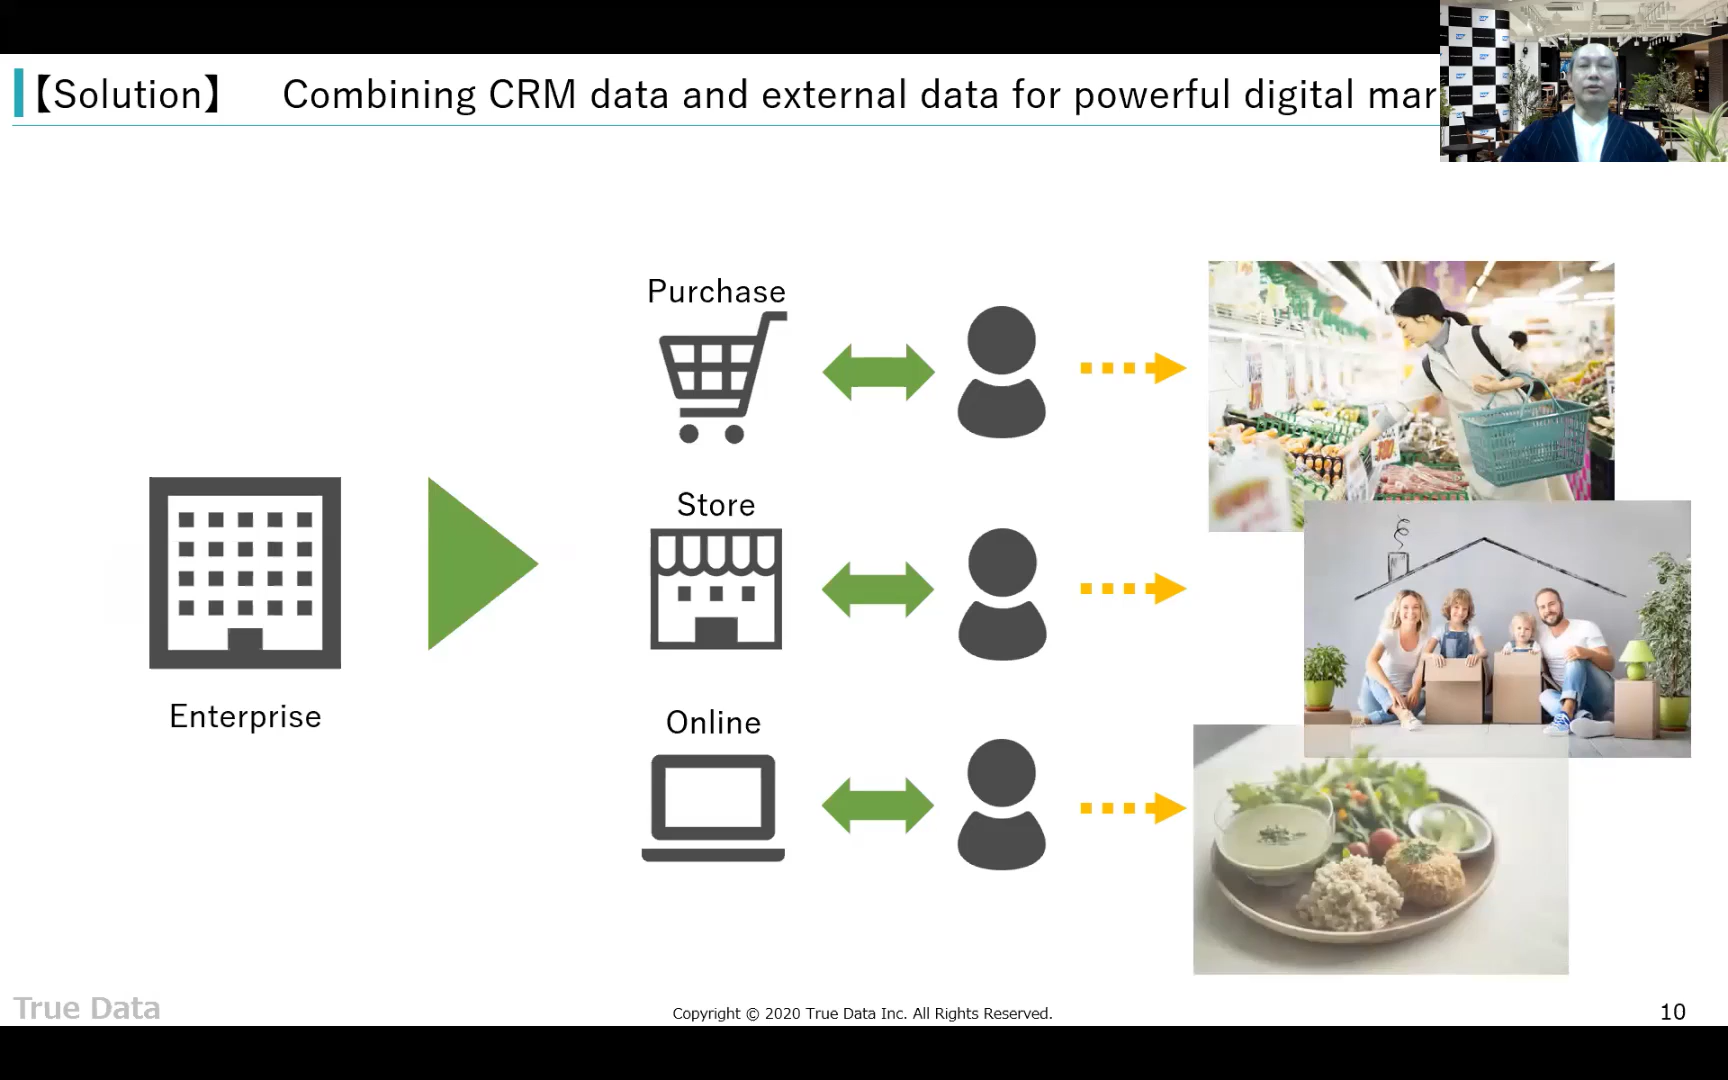 【Solution】 Combining CRM data and external data for powerful digital mar
Purchase
Store
Enterprise
Online
True Data
Copyright © 2020 True Data Inc. All Rights Reserved.
10